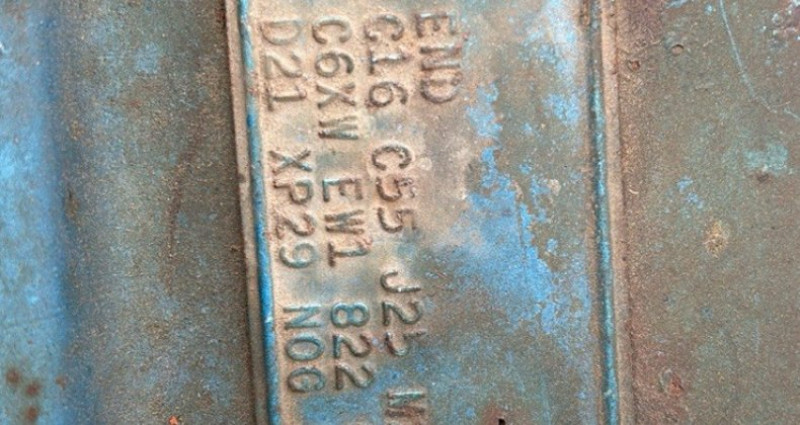 END
C16 C55 J25
C6XW EW1 822
D21 XP29 N0G